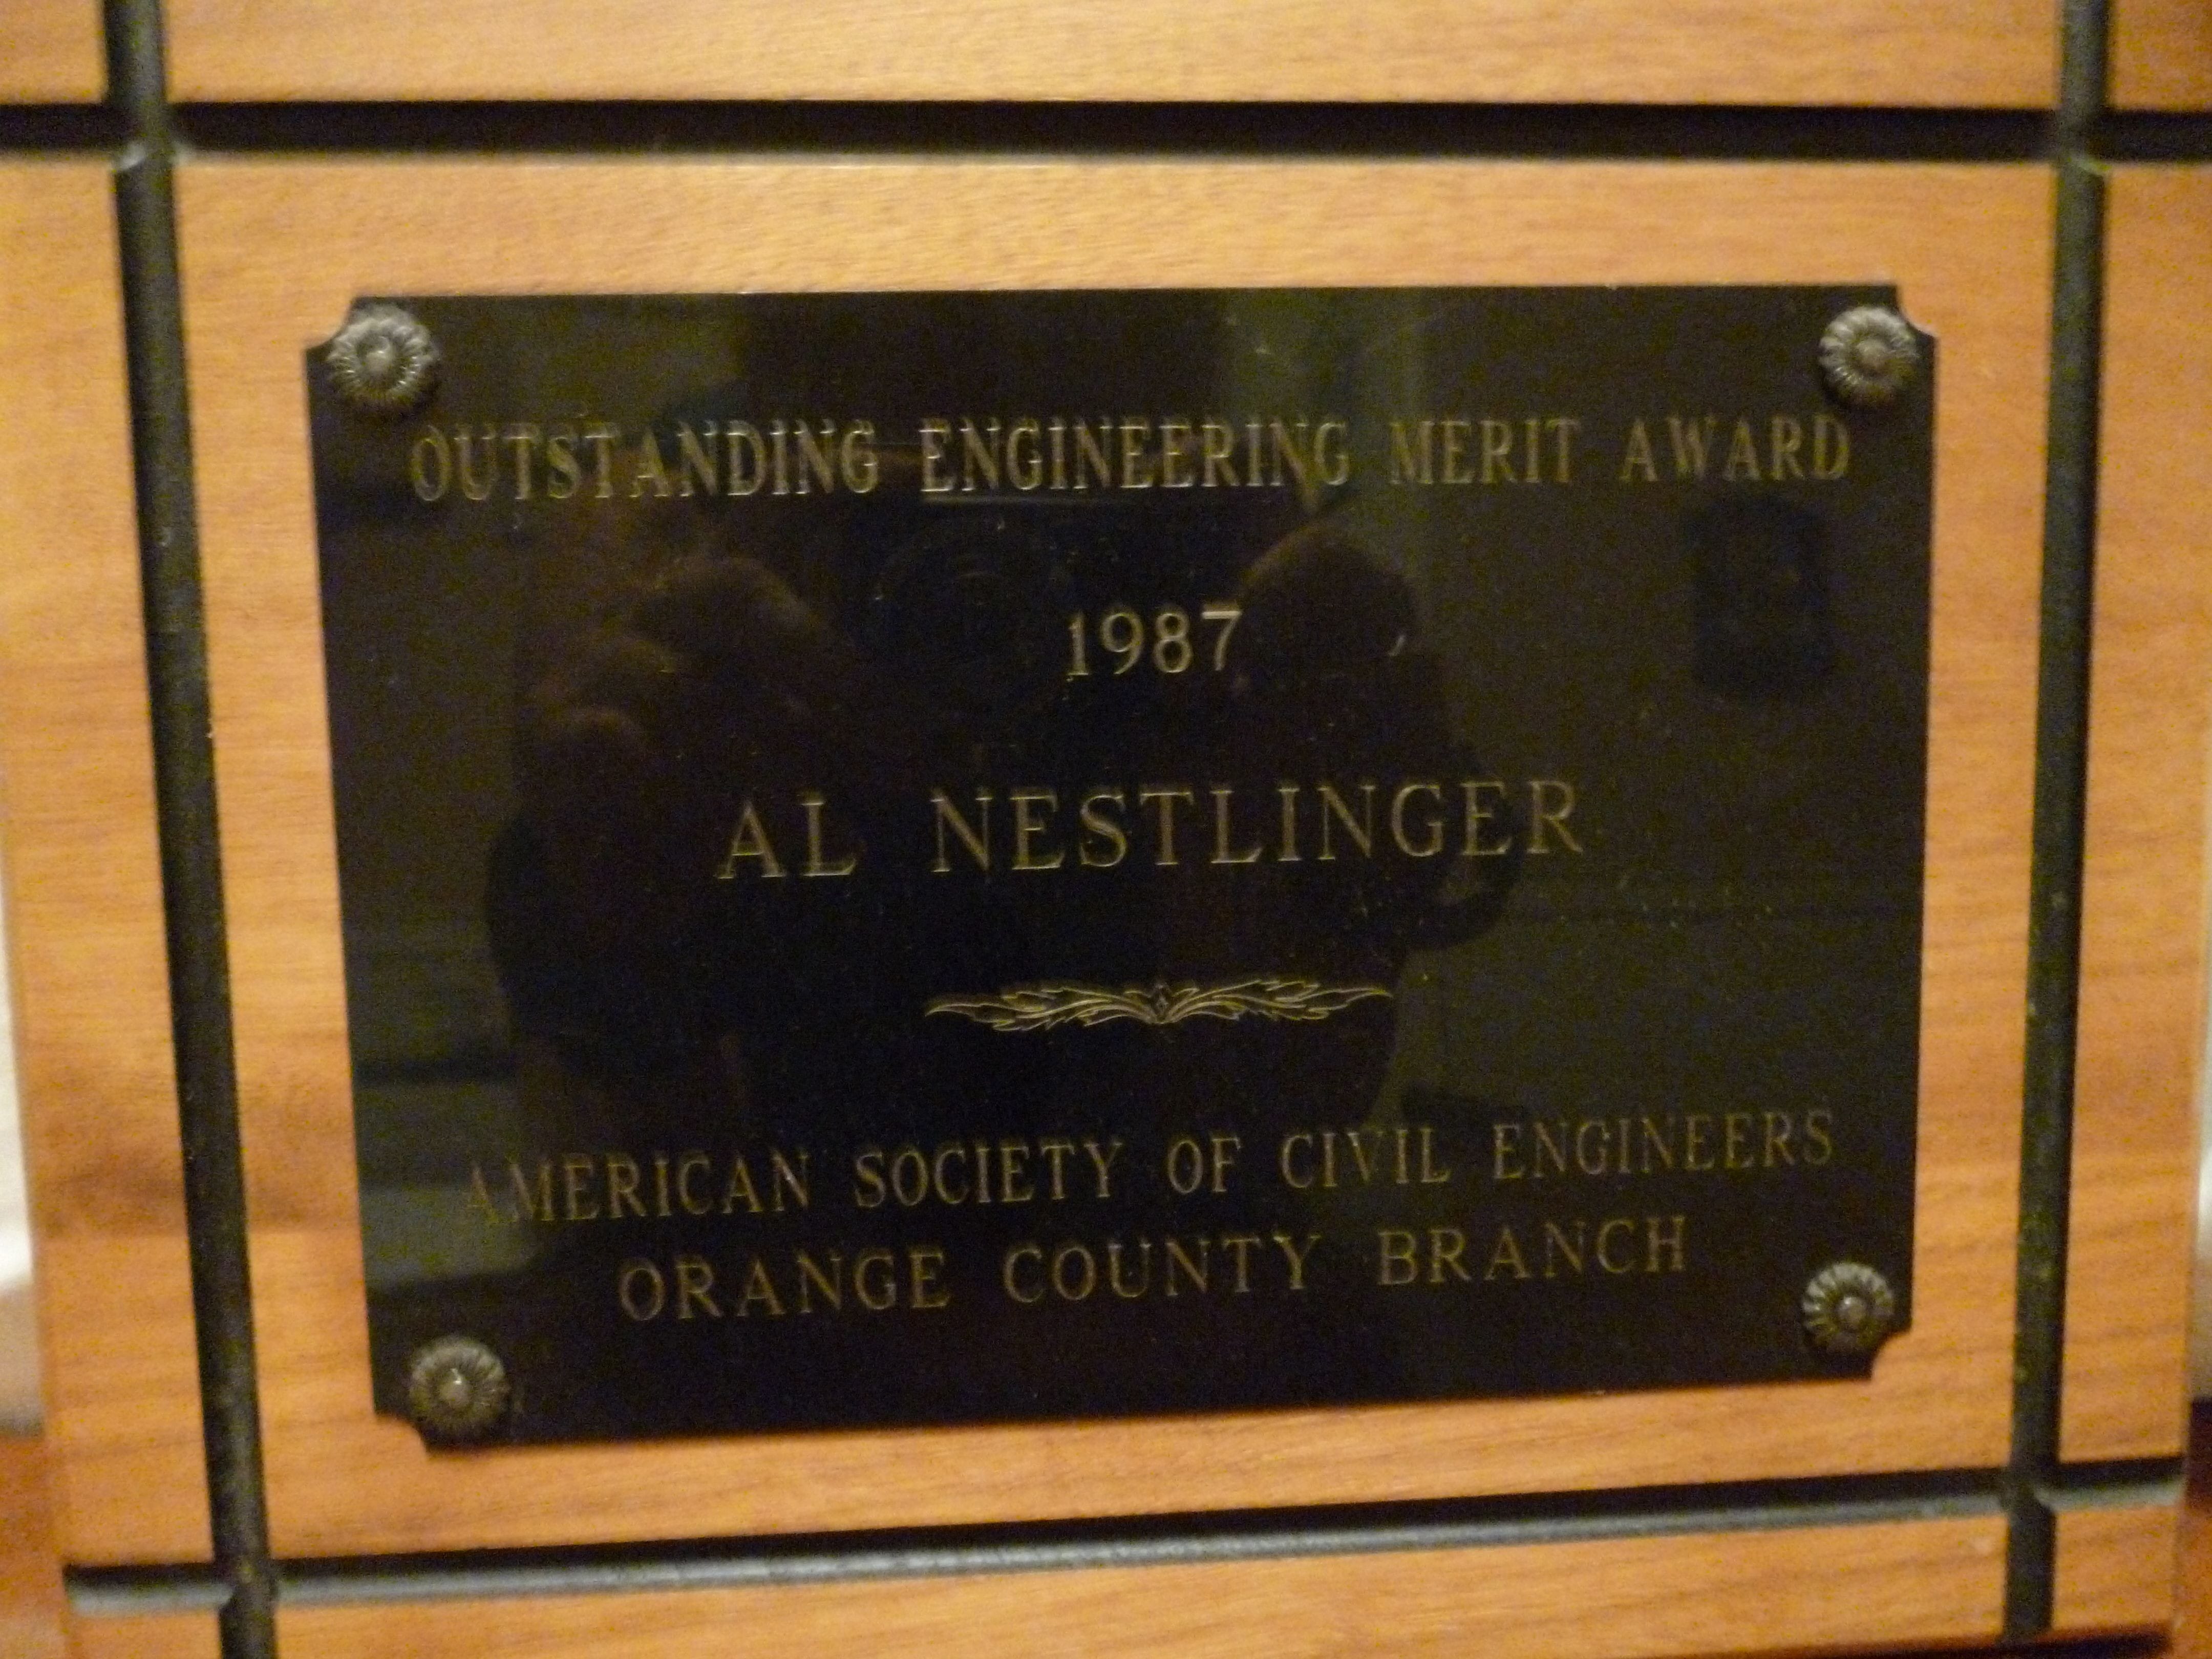 OUTSTANDING ENGINEERING MERIT AWARD
1987
AL NESTLINGER
AMERICAN SOCIETY OF CIVIL ENGINEERS
ORANGE COUNTY BRANCH